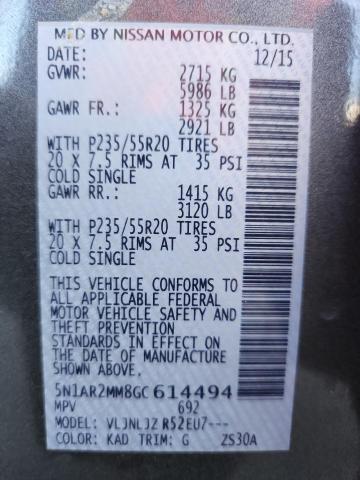 MFD BY NISSAN MOTOR CO., LTD.
DATE: 12/15
GVWR: 2715 KG
5986 LB
GAWR FR.: 1325 KG
2921 LB
WITH P235/55R20 TIRES
20 X 7.5 RIMS AT 35 PSI
COLD SINGLE
GAWR RR.: 1415 KG
3120 LB
WITH P235/55R20 TIRES
20 X 7.5 RIMS AT 35 PSI
COLD SINGLE
THIS VEHICLE CONFORMS TO
ALL APPLICABLE FEDERAL
MOTOR VEHICLE SAFETY AND
THEFT PREVENTION
STANDARDS IN EFFECT ON
THE DATE OF MANUFACTURE
SHOWN ABOVE.
5N1AR2MM8GC614494
MPV 692
MODEL: VLJNLJZ R52EU7---
COLOR: KAD TRIM: G ZS30A